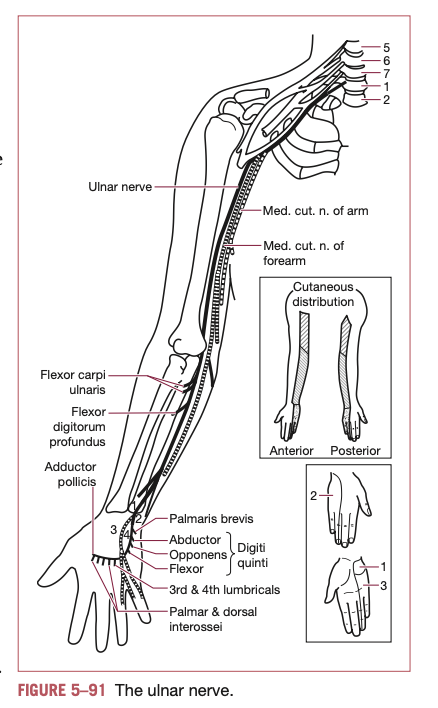 5
6
7
1
2
Ulnar nerve
Med. cut. n. of arm
Med. cut. n. of
forearm
Cutaneous
distribution
Anterior
Posterior
Flexor carpi
ulnaris
Flexor
digitorum
profundus
Adductor
pollicis
1
2
3
4
Palmaris brevis
Abductor
Opponens
Flexor
Digiti
quinti
3rd & 4th lumbricals
Palmar & dorsal
interossei
2
1
3
FIGURE 5–91 The ulnar nerve.